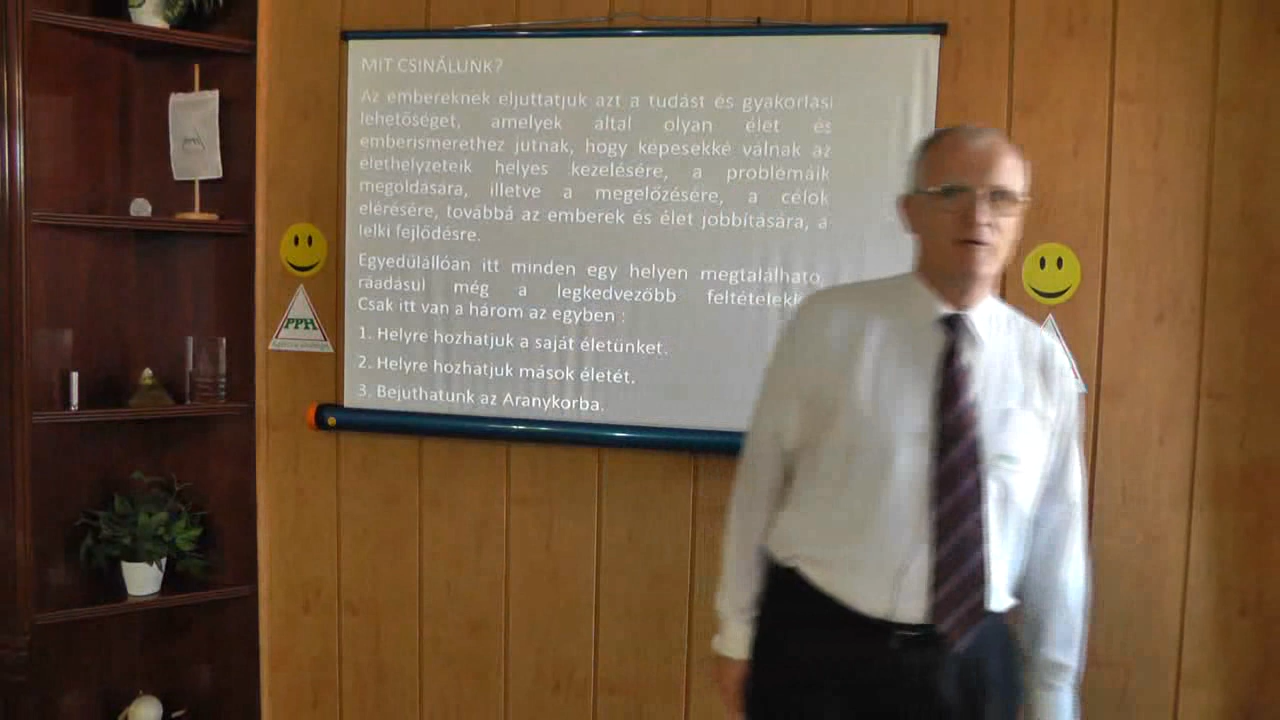 MIT CSINÁLUNK?
Az embereknek eljuttatjuk azt a tudást és gyakorlási
lehetőséget, amelyek által olyan élet és
emberismerethez jutnak, hogy képesekké válnak az
élethelyzeteik helyes kezelésére, a problémáik
megoldására, illetve a megelőzésére, a célok
elérésére, továbbá az emberek és élet jobbítására, a
lelki fejlődésre.
Egyedülállóan itt minden egy helyen megtalálható,
ráadásul még a legkedvezőbb
Csak itt van a három az egyben :
1. Helyre hozhatjuk a saját életünket.
2. Helyre hozhatjuk mások életét.
3. Bejuthatunk az Aranykorba.
PPH